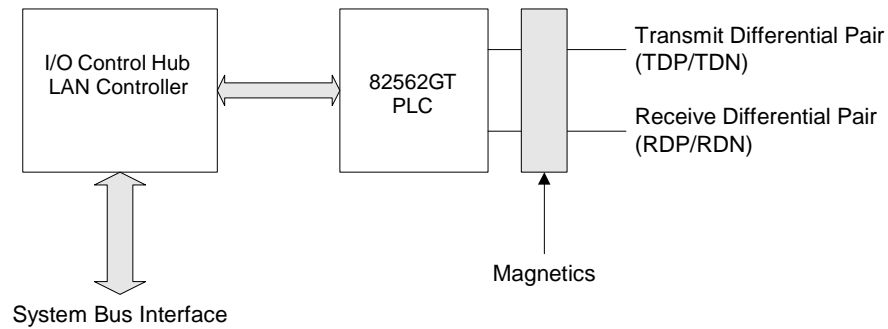 I/O Control Hub
LAN Controller
82562GT
PLC
Transmit Differential Pair
(TDP/TDN)
Receive Differential Pair
(RDP/RDN)
Magnetics
System Bus Interface